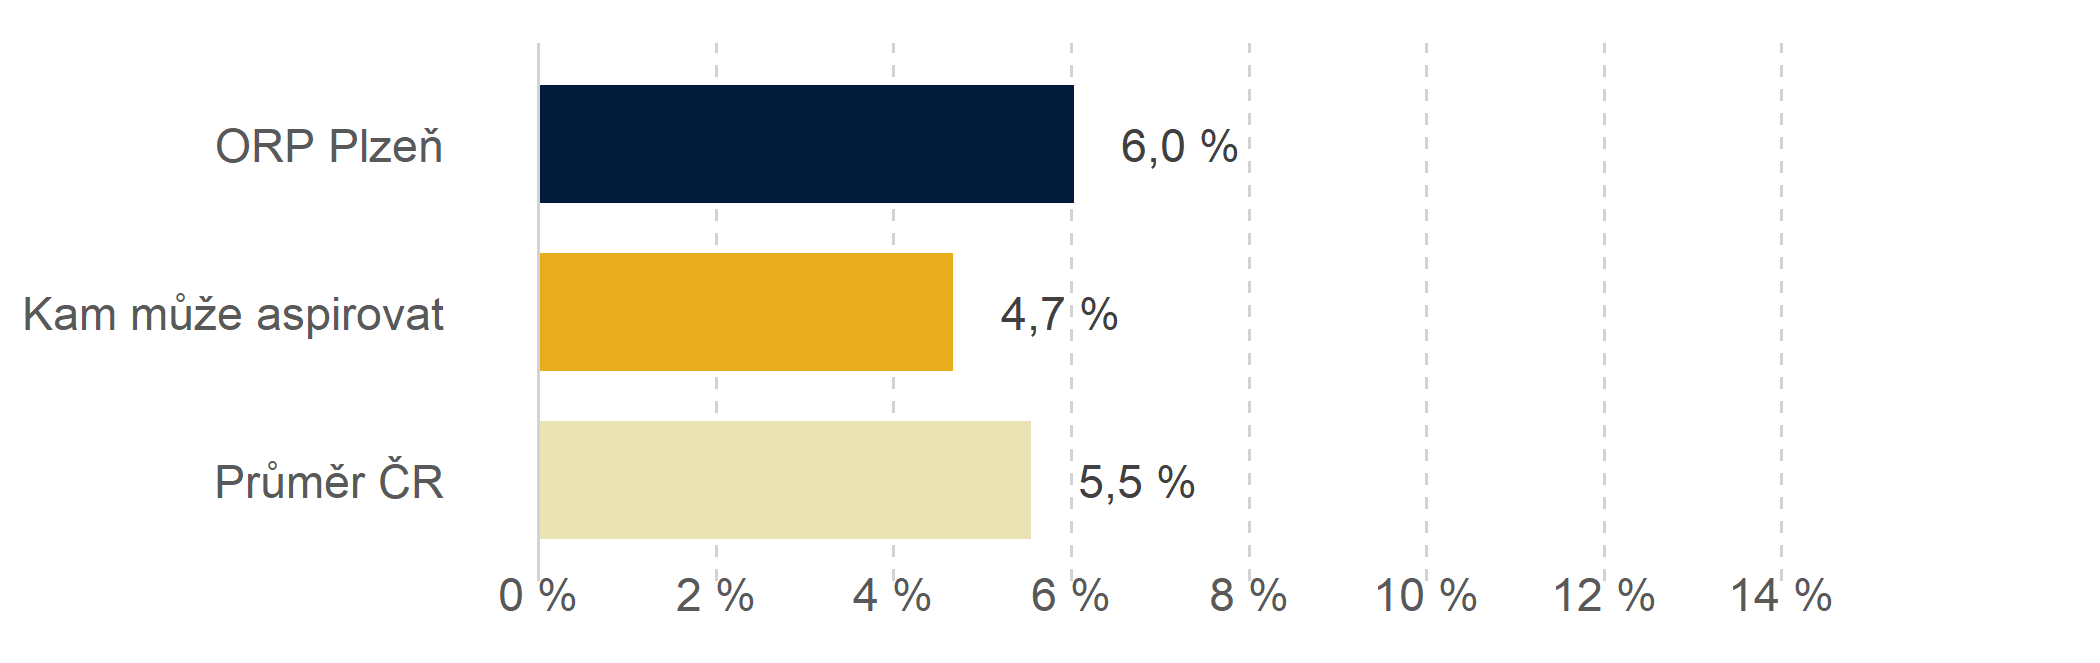 ORP Plzeň
6,0 %
Kam může aspirovat
4,7 %
Průměr ČR
5,5 %
0 % 2 % 4 % 6 % 8 % 10 % 12 % 14 %